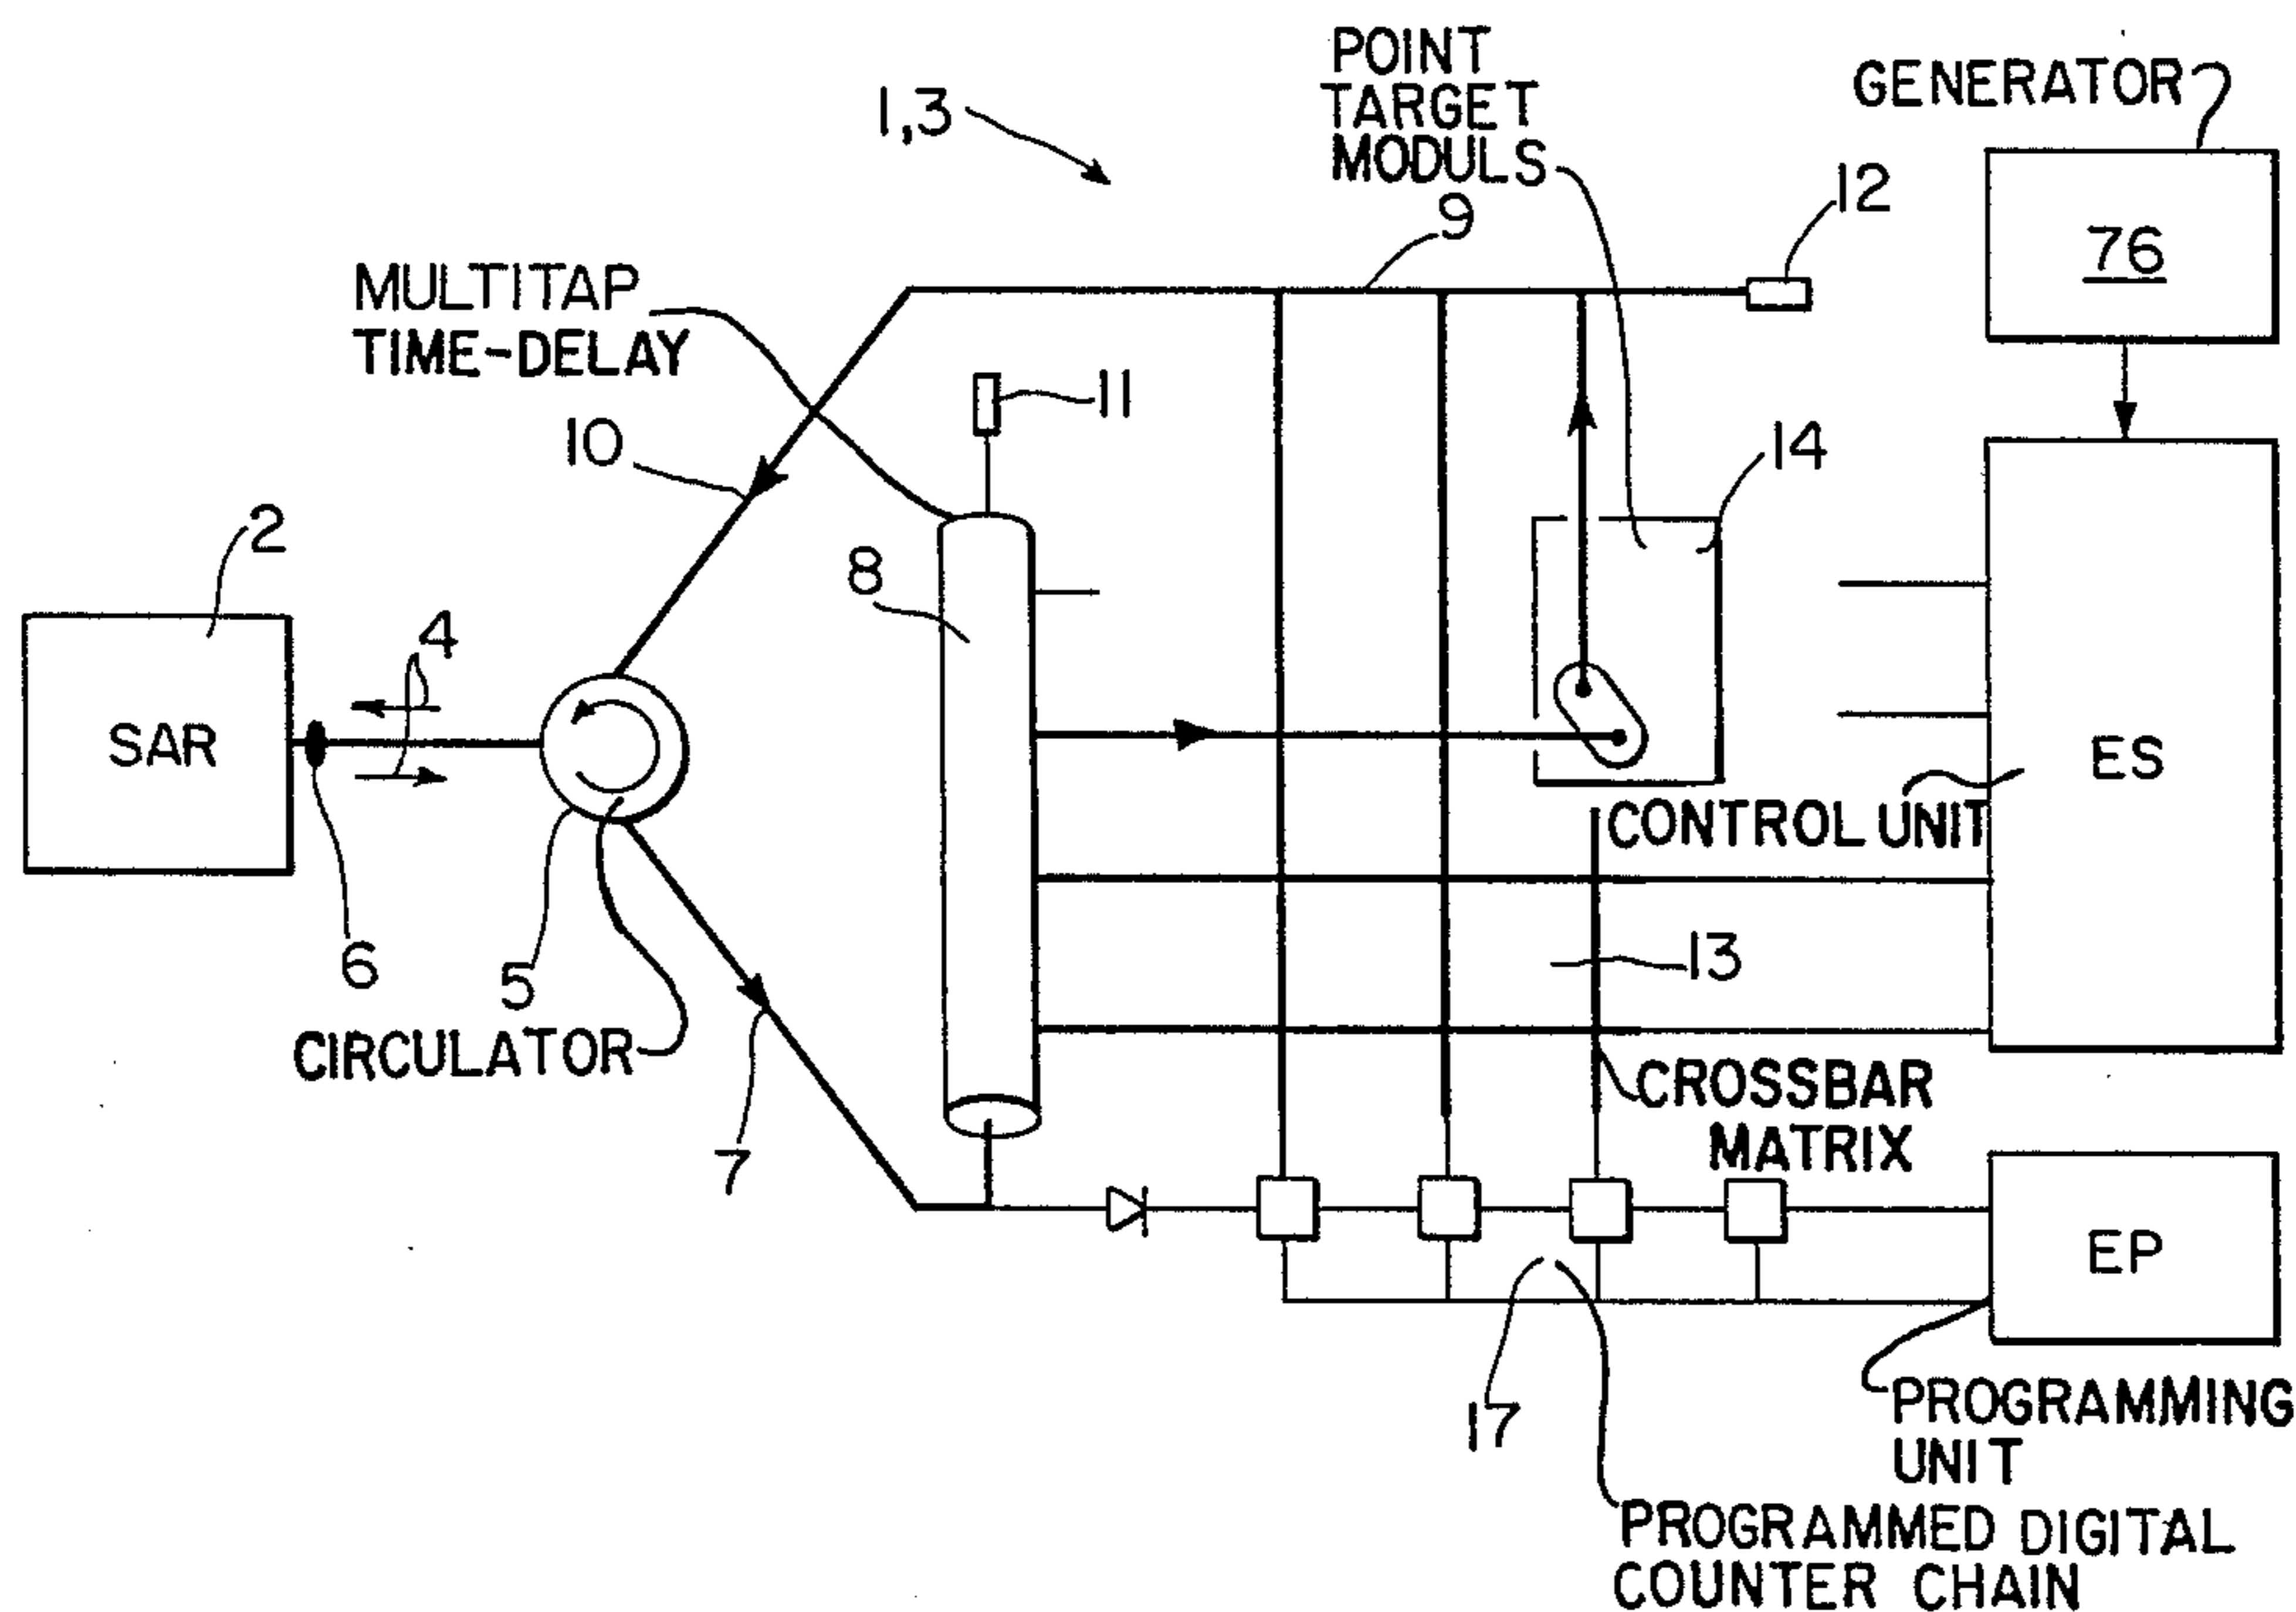 POINT
TARGET
MODULS
1,3
GENERATOR
12
9
76
MULTITAP
TIME-DELAY
11
10
14
2
8
4
SAR
ES
CONTROL UNIT
6
5
13
CIRCULATOR
CROSSBAR
MATRIX
7
EP
17
PROGRAMMING
UNIT
PROGRAMMED DIGITAL
COUNTER CHAIN